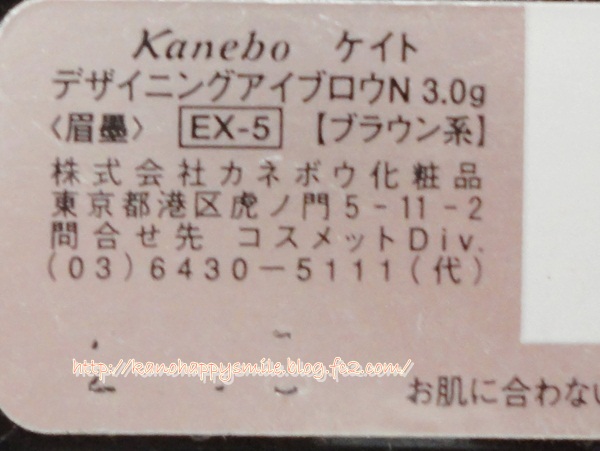 Kanebo ケイト
デザイニングアイブロウN 3.0g
〈眉墨〉 EX-5 【ブラウン系】
株式会社カネボウ化粧品
東京都港区虎ノ門5-11-2
問合せ先 コスメットDiv.
(03)6430-5111(代)
http://kanohappysmile.blog.fc2.com/
お肌に合わない